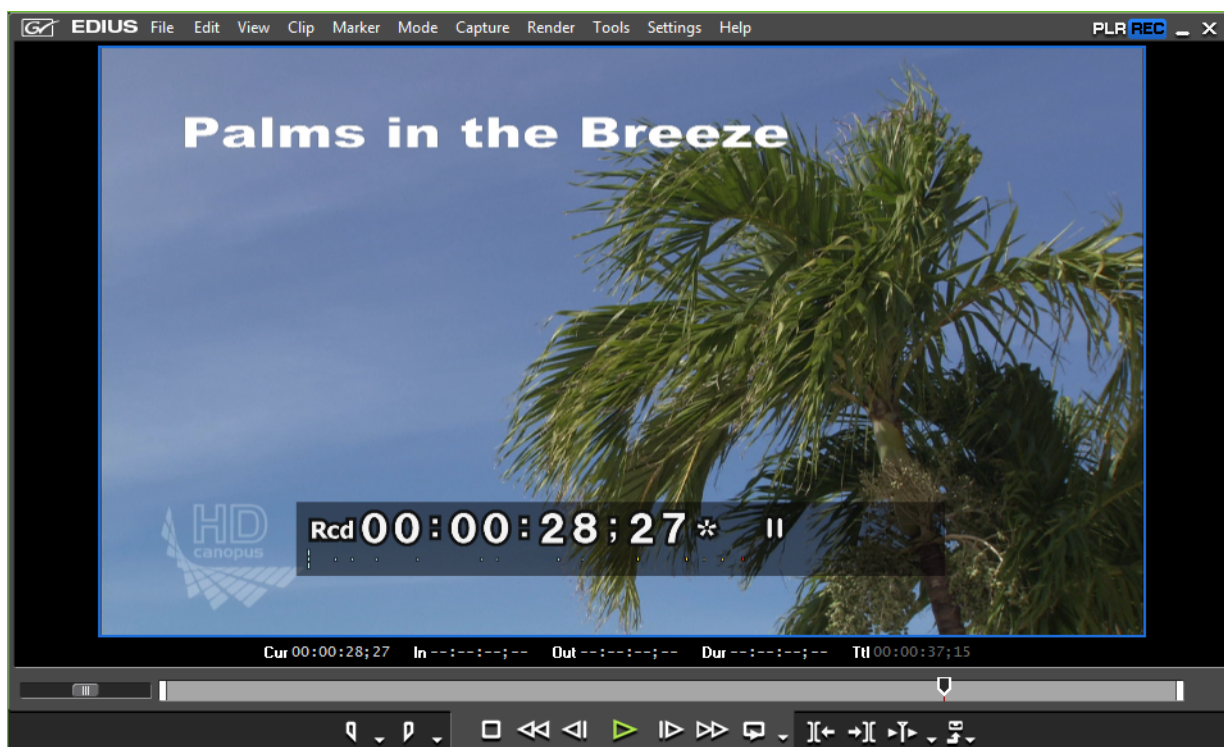 GV EDIUS File Edit View Clip Marker Mode Capture Render Tools Settings Help PLR REC
Palms in the Breeze
HD
canopus
Rcd 00:00:28;27*
Cur 00:00:28;27 In --:--:--;-- Out --:--:--;-- Dur --:--:--;-- Ttl 00:00:37;15